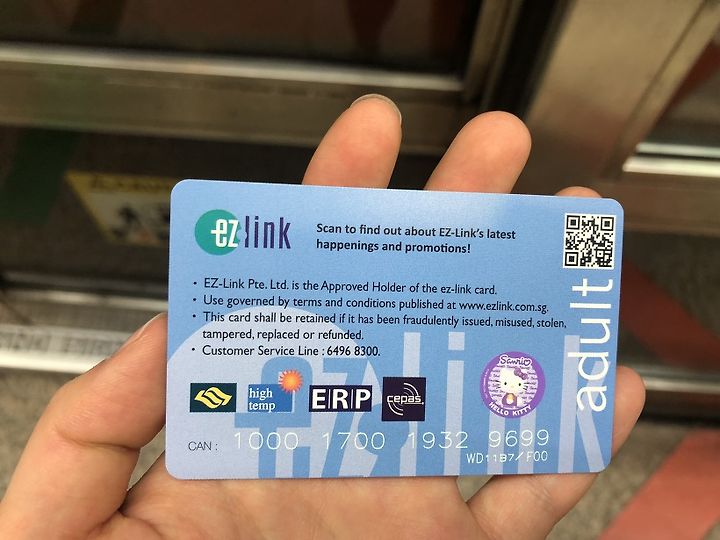 ez link
Scan to find out about EZ-Link's latest
happenings and promotions!
• EZ-Link Pte. Ltd. is the Approved Holder of the ez-link card.
• Use governed by terms and conditions published at www.ezlink.com.sg.
• This card shall be retained if it has been fraudulently issued, misused, stolen,
tampered, replaced or refunded.
• Customer Service Line : 6496 8300.
adult
high
temp
ERP
cepas
Sanrio
HELLO KITTY
CAN : 1000 1700 1932 9699
WD11B7/F00